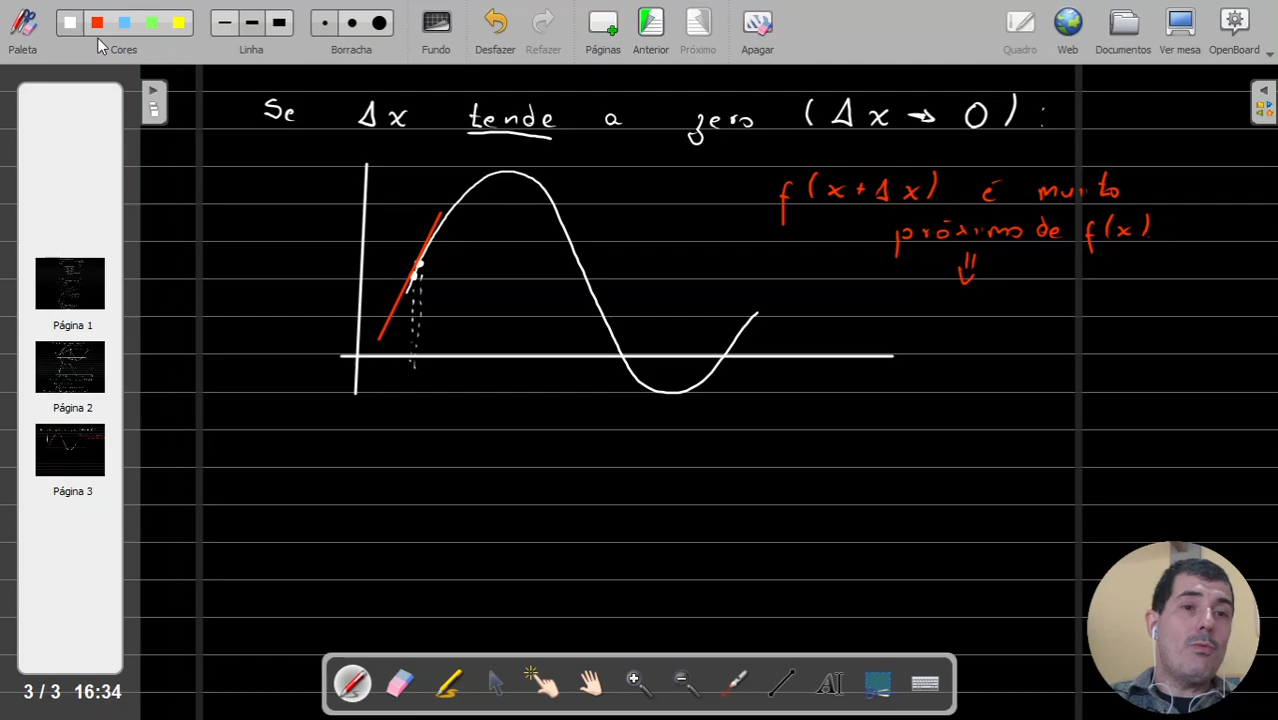 Paleta
Cores
Linha
Borracha
Fundo
Desfazer
Refazer
Páginas
Anterior
Próximo
Apagar
Quadro
Web
Documentos
Ver mesa
OpenBoard
Se Δx tende a zero (Δx → 0):
f(x+Δx) é muito
próximo de f(x)
⇓
Página 1
Página 2
Página 3
3 / 3 16:34
AI